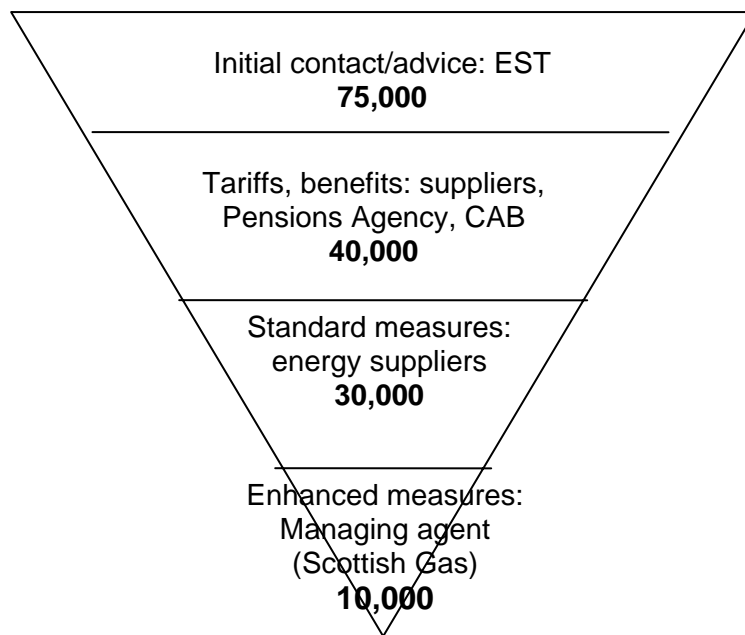 Initial contact/advice: EST
75,000
Tariffs, benefits: suppliers,
Pensions Agency, CAB
40,000
Standard measures:
energy suppliers
30,000
Enhanced measures:
Managing agent
(Scottish Gas)
10,000